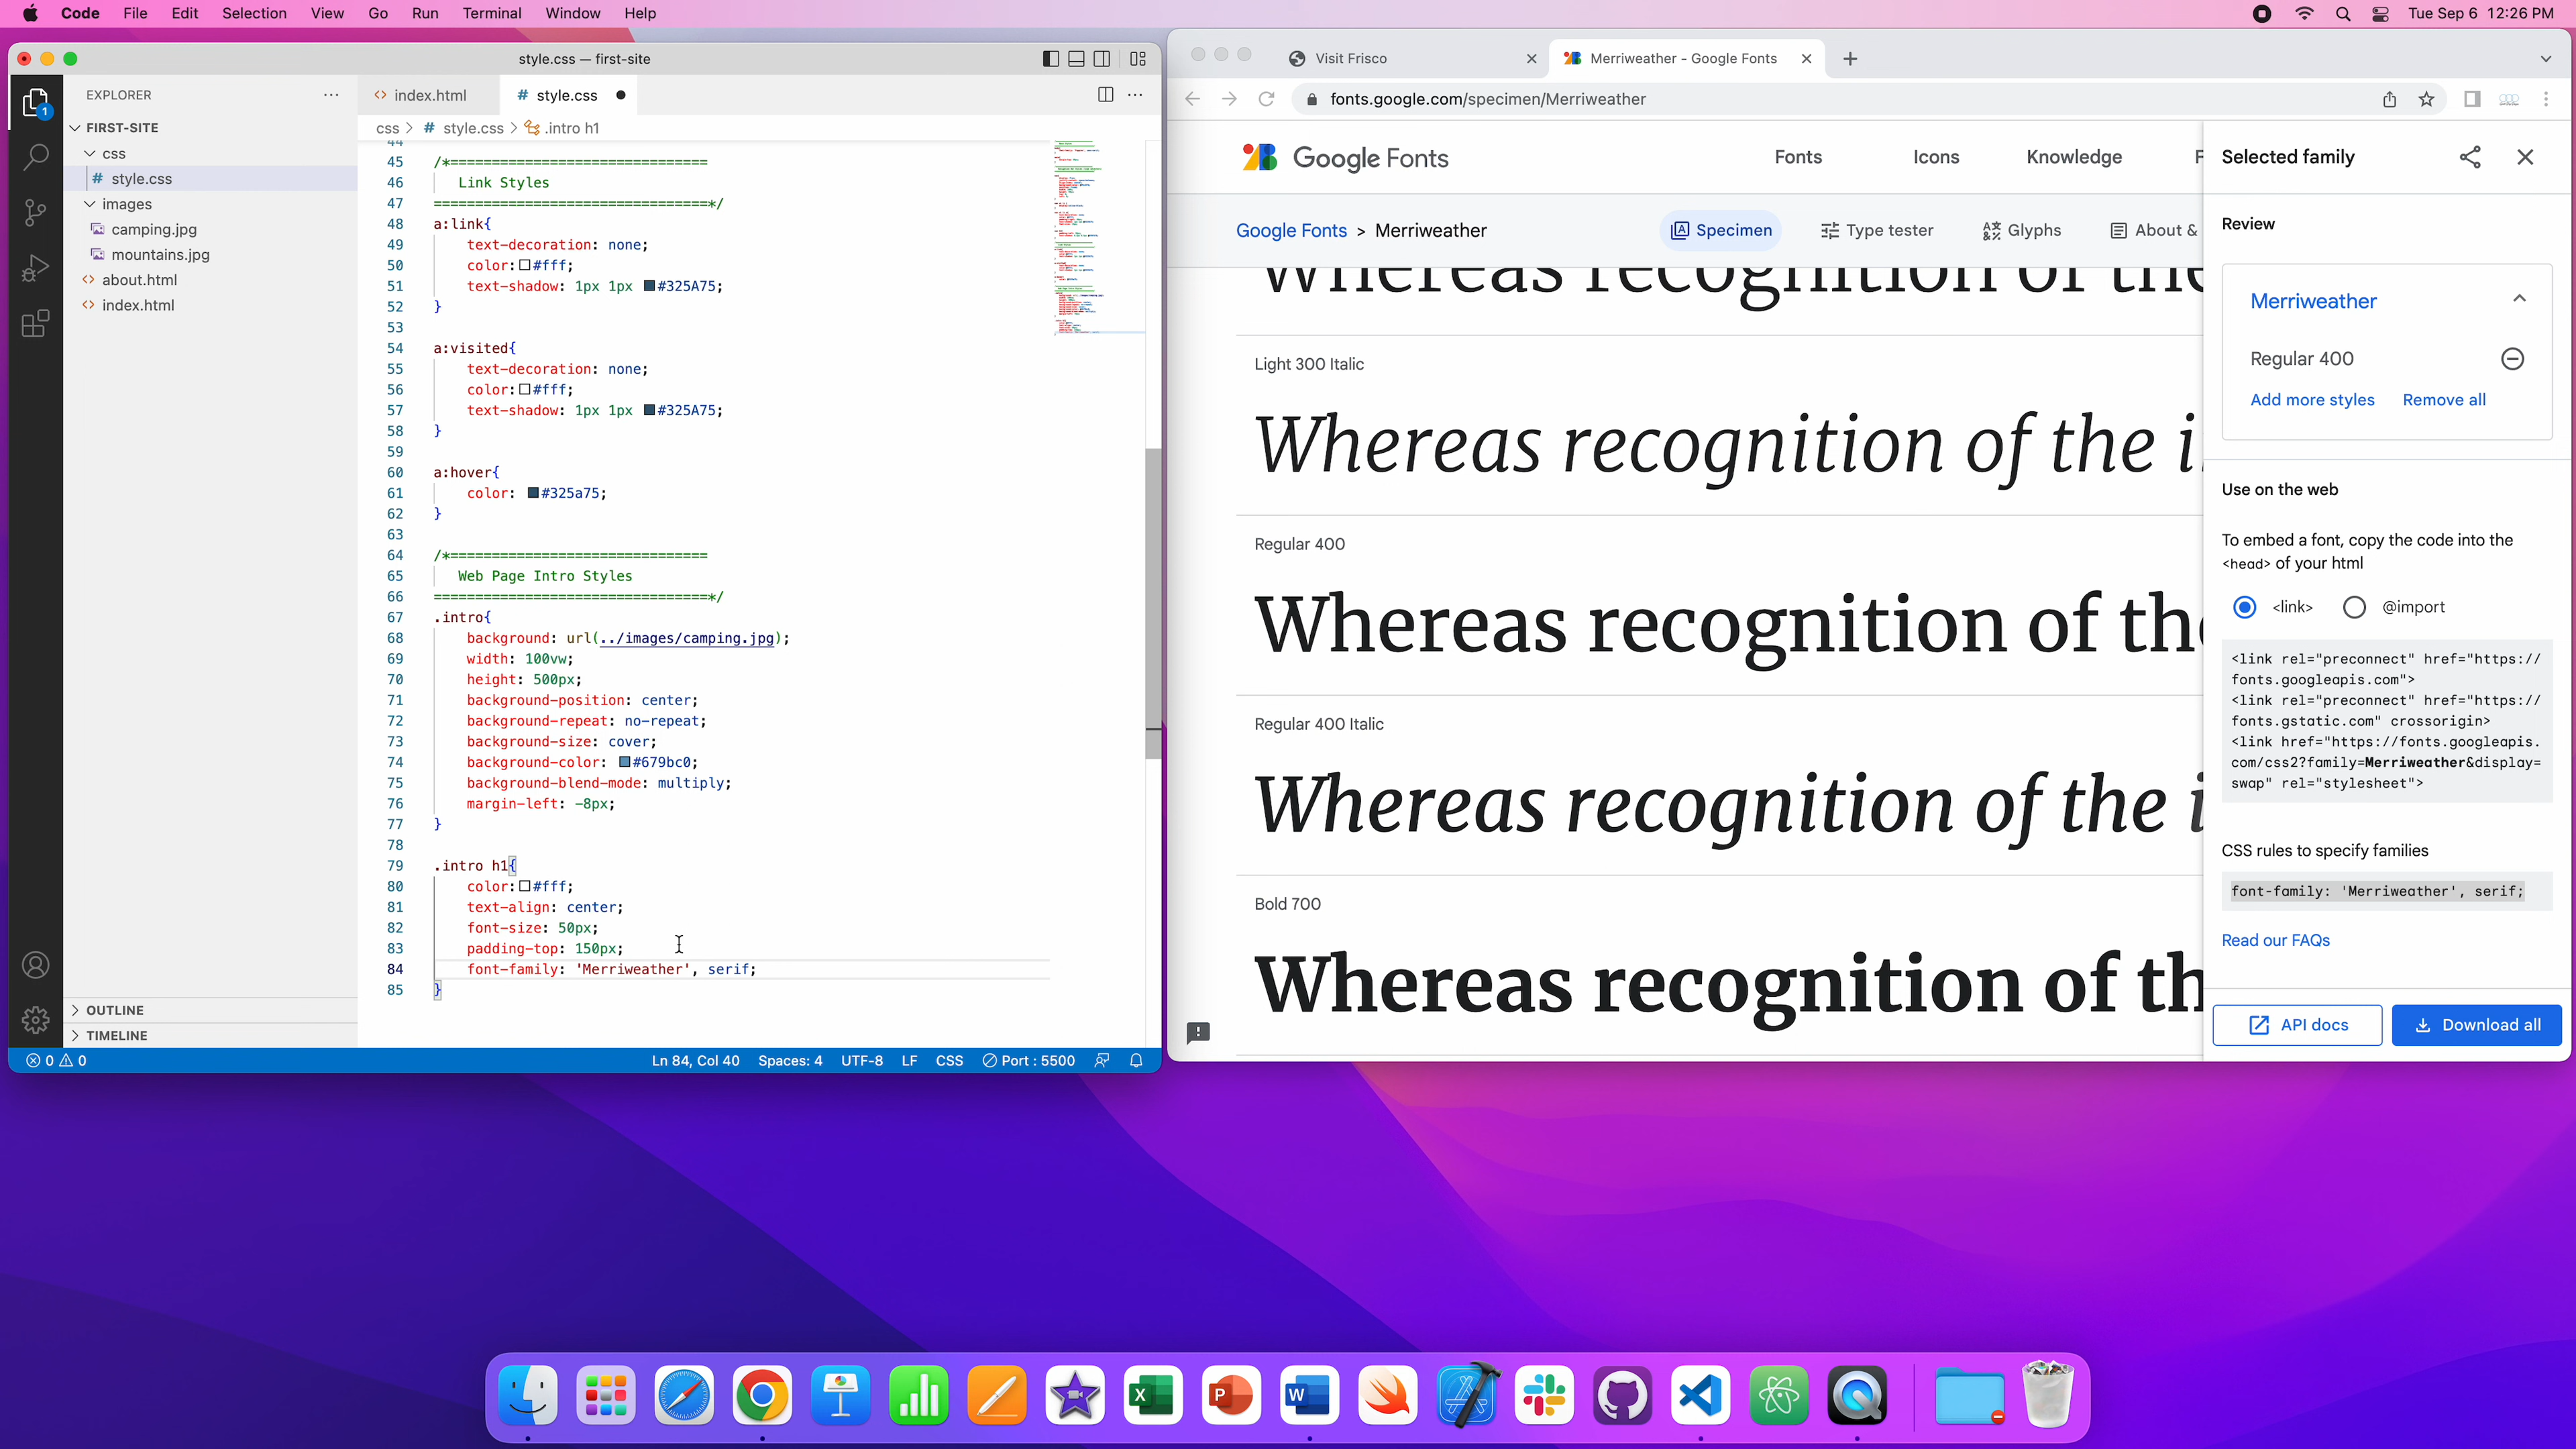 Code File Edit Selection View Go Run Terminal Window Help Tue Sep 6 12:26 PM
style.css — first-site
EXPLORER
1
FIRST-SITE
css
# style.css
images
camping.jpg
mountains.jpg
<> about.html
<> index.html
OUTLINE
TIMELINE
<> index.html
# style.css
css > # style.css > .intro h1
44
45 /*===============================
46 Link Styles
47 =================================*/
48 a:link{
49 text-decoration: none;
50 color: #fff;
51 text-shadow: 1px 1px #325A75;
52 }
53
54 a:visited{
55 text-decoration: none;
56 color: #fff;
57 text-shadow: 1px 1px #325A75;
58 }
59
60 a:hover{
61 color: #325a75;
62 }
63
64 /*===============================
65 Web Page Intro Styles
66 =================================*/
67 .intro{
68 background: url(../images/camping.jpg);
69 width: 100vw;
70 height: 500px;
71 background-position: center;
72 background-repeat: no-repeat;
73 background-size: cover;
74 background-color: #679bc0;
75 background-blend-mode: multiply;
76 margin-left: -8px;
77 }
78
79 .intro h1{
80 color: #fff;
81 text-align: center;
82 font-size: 50px;
83 padding-top: 150px;
84 font-family: 'Merriweather', serif;
85 }
0 0 Ln 84, Col 40 Spaces: 4 UTF-8 LF CSS Port : 5500
Visit Frisco
Merriweather - Google Fonts
fonts.google.com/specimen/Merriweather
Google Fonts
Fonts Icons Knowledge F
Google Fonts > Merriweather
Specimen Type tester Glyphs About &
Whereas recognition of the
Light 300 Italic
Whereas recognition of the i
Regular 400
Whereas recognition of the
Regular 400 Italic
Whereas recognition of the i
Bold 700
Whereas recognition of th
Selected family
Review
Merriweather
Regular 400
Add more styles Remove all
Use on the web
To embed a font, copy the code into the
<head> of your html
<link> @import
<link rel="preconnect" href="https://
fonts.googleapis.com">
<link rel="preconnect" href="https://
fonts.gstatic.com" crossorigin>
<link href="https://fonts.googleapis.
com/css2?family=Merriweather&display=
swap" rel="stylesheet">
CSS rules to specify families
font-family: 'Merriweather', serif;
Read our FAQs
API docs
Download all
X
P
W